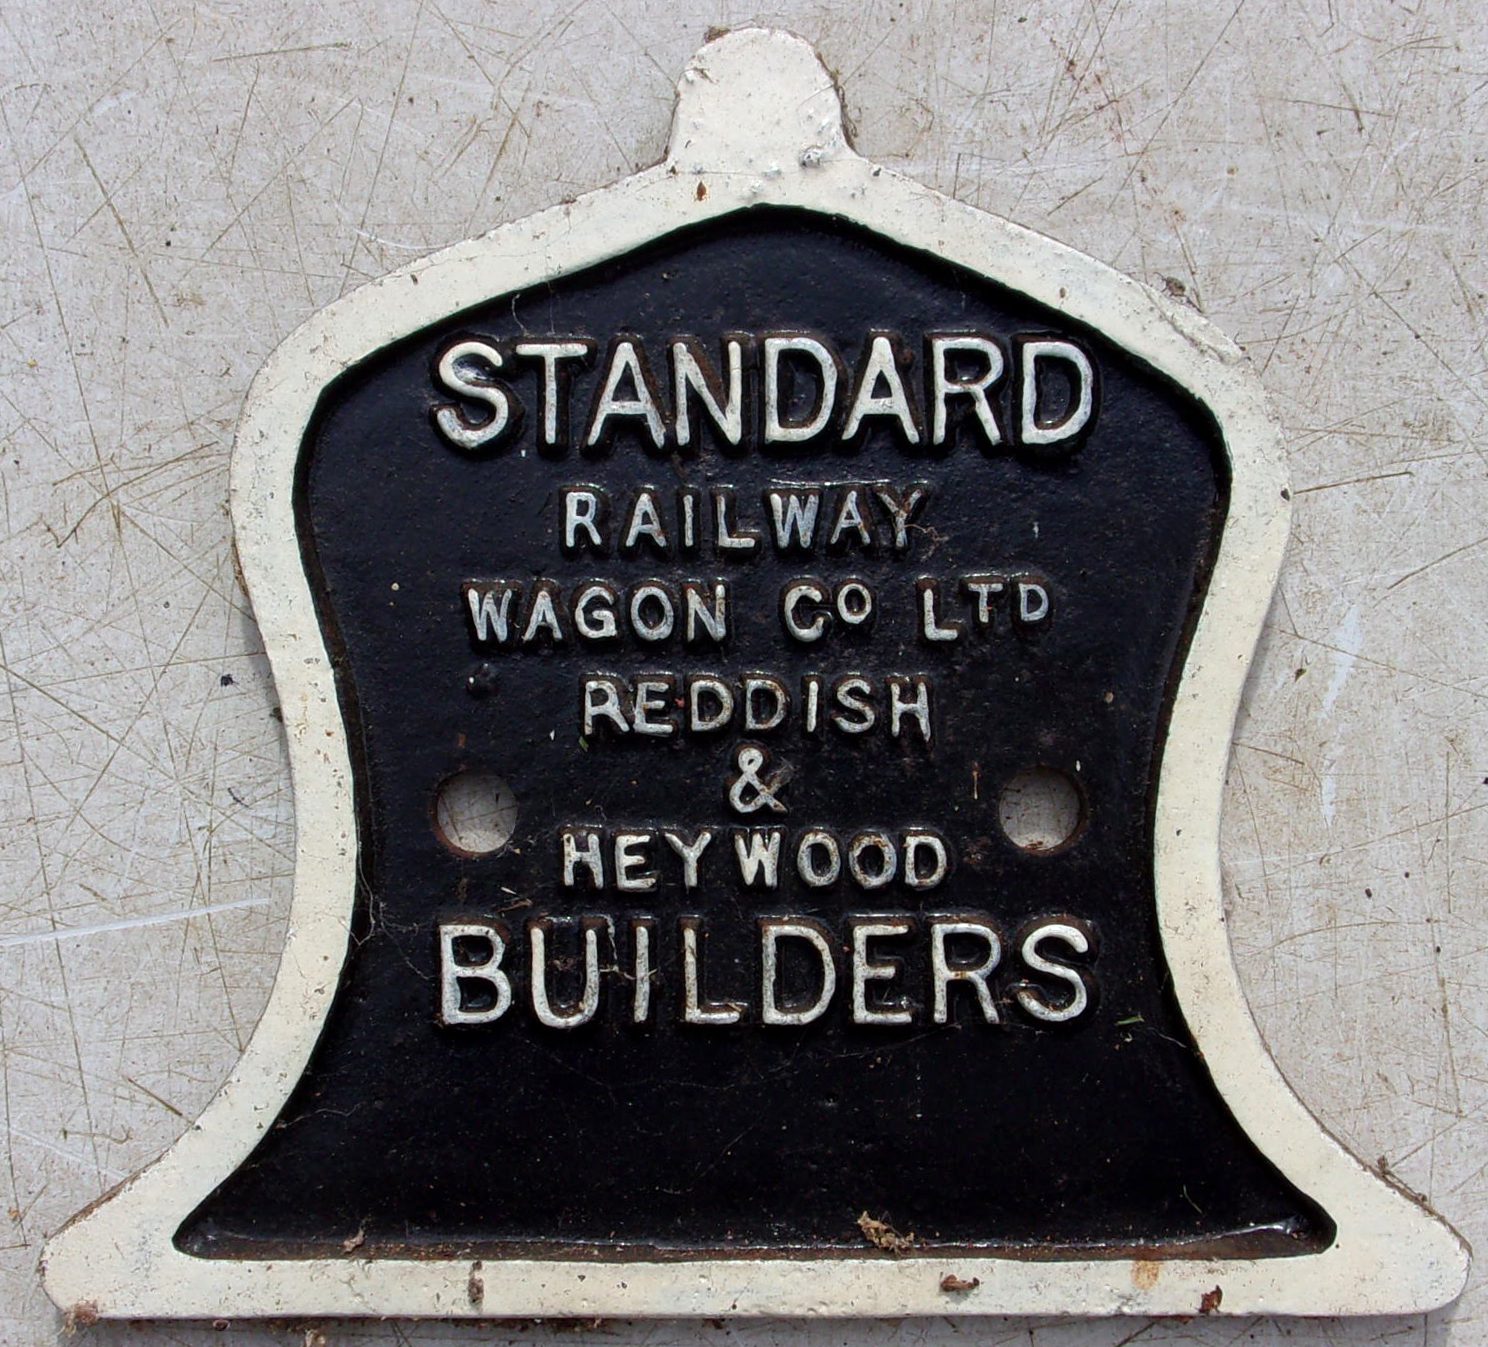 STANDARD
RAILWAY
WAGON CO LTD
REDDISH
&
HEYWOOD
BUILDERS